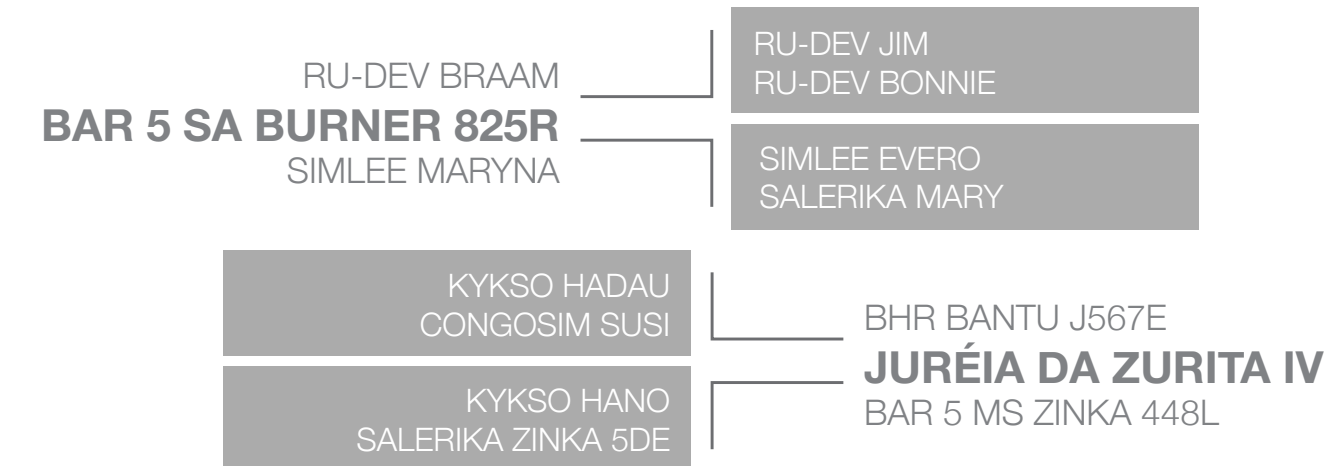 RU-DEV BRAAM
BAR 5 SA BURNER 825R
SIMLEE MARYNA
RU-DEV JIM
RU-DEV BONNIE
SIMLEE EVERO
SALERIKA MARY
KYKSO HADAU
CONGOSIM SUSI
KYKSO HANO
SALERIKA ZINKA 5DE
BHR BANTU J567E
JURÉIA DA ZURITA IV
BAR 5 MS ZINKA 448L